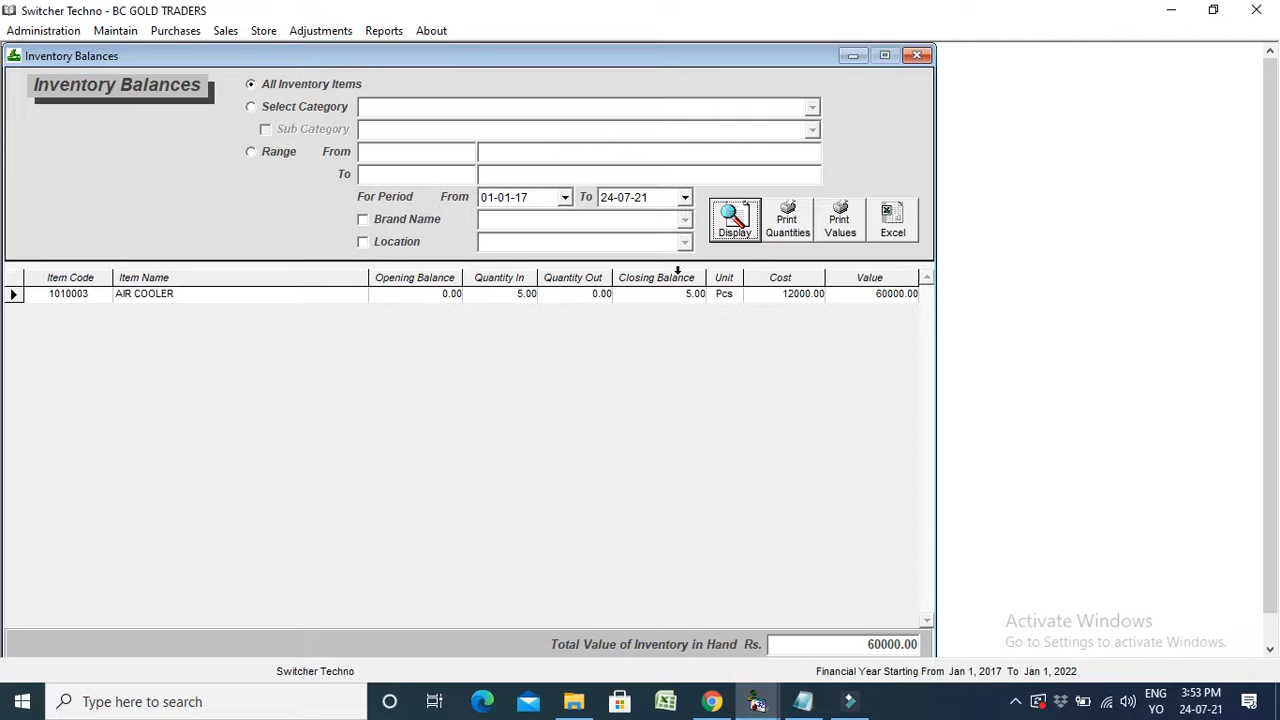 Switcher Techno - BC GOLD TRADERS
Administration Maintain Purchases Sales Store Adjustments Reports About
Inventory Balances
Inventory Balances
All Inventory Items
Select Category
Sub Category
Range From
To
For Period From 01-01-17 To 24-07-21
Brand Name
Location
Display
Print Quantities
Print Values
Excel
Item Code Item Name Opening Balance Quantity In Quantity Out Closing Balance Unit Cost Value
1010003 AIR COOLER 0.00 5.00 0.00 5.00 Pcs 12000.00 60000.00
Activate Windows
Go to Settings to activate Windows.
Total Value of Inventory in Hand Rs. 60000.00
Switcher Techno Financial Year Starting From Jan 1, 2017 To Jan 1, 2022
Type here to search
ENG
YO
3:53 PM
24-07-21